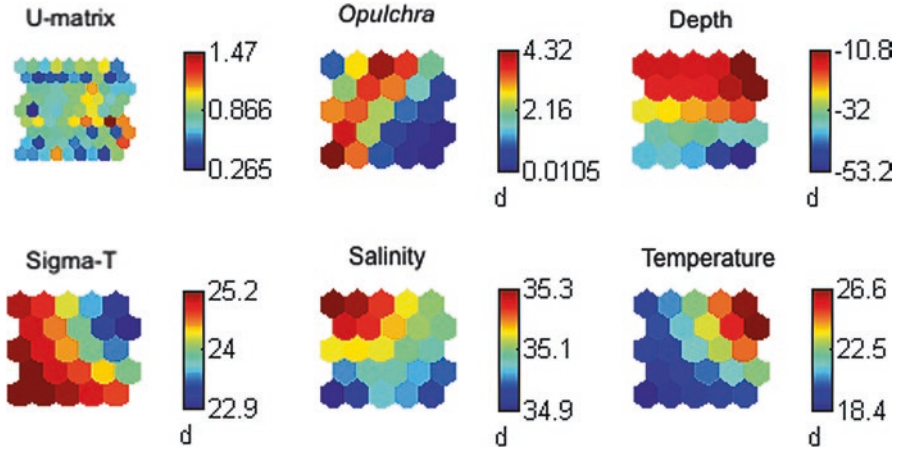 U-matrix
1.47
0.866
0.265
Opulchra
4.32
2.16
0.0105
d
Depth
-10.8
-32
-53.2
d
Sigma-T
25.2
24
22.9
d
Salinity
35.3
35.1
34.9
d
Temperature
26.6
22.5
18.4
d